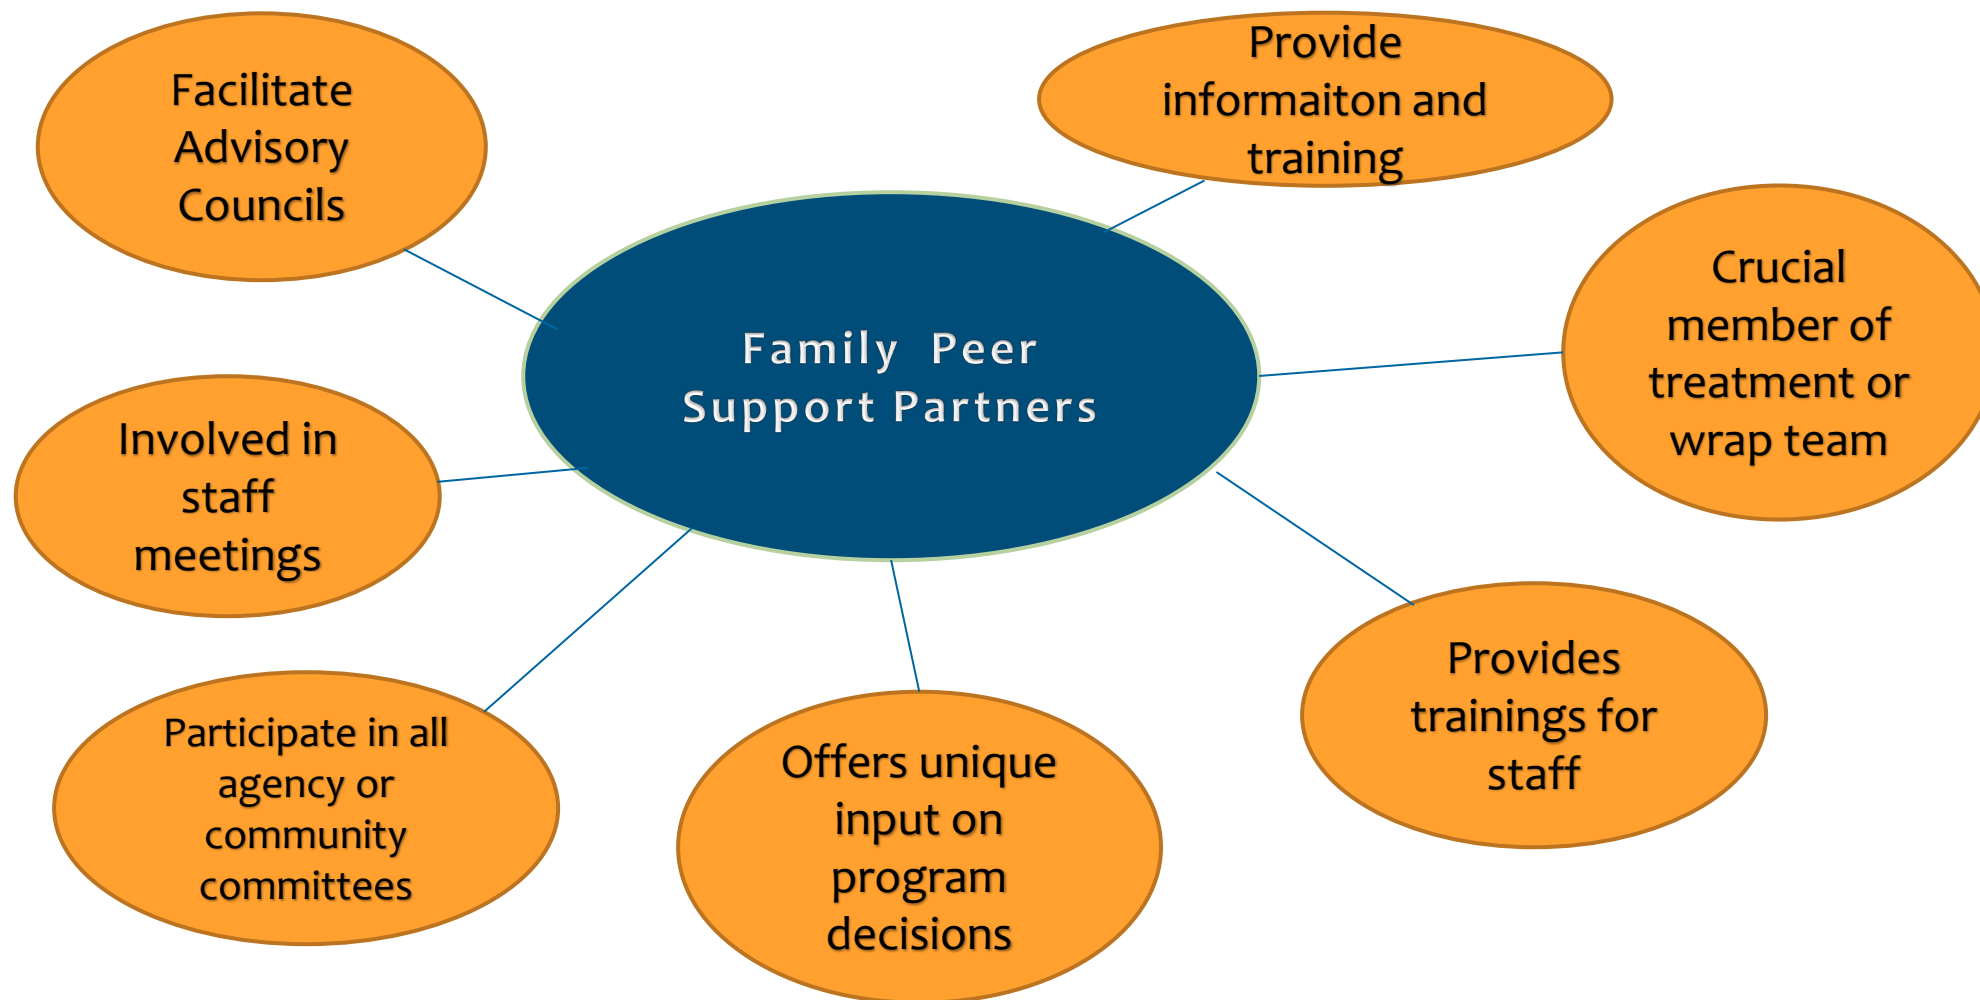 Facilitate
Advisory
Councils
Provide
informaiton and
training
Family Peer
Support Partners
Crucial
member of
treatment or
wrap team
Involved in
staff
meetings
Provides
trainings for
staff
Participate in all
agency or
community
committees
Offers unique
input on
program
decisions